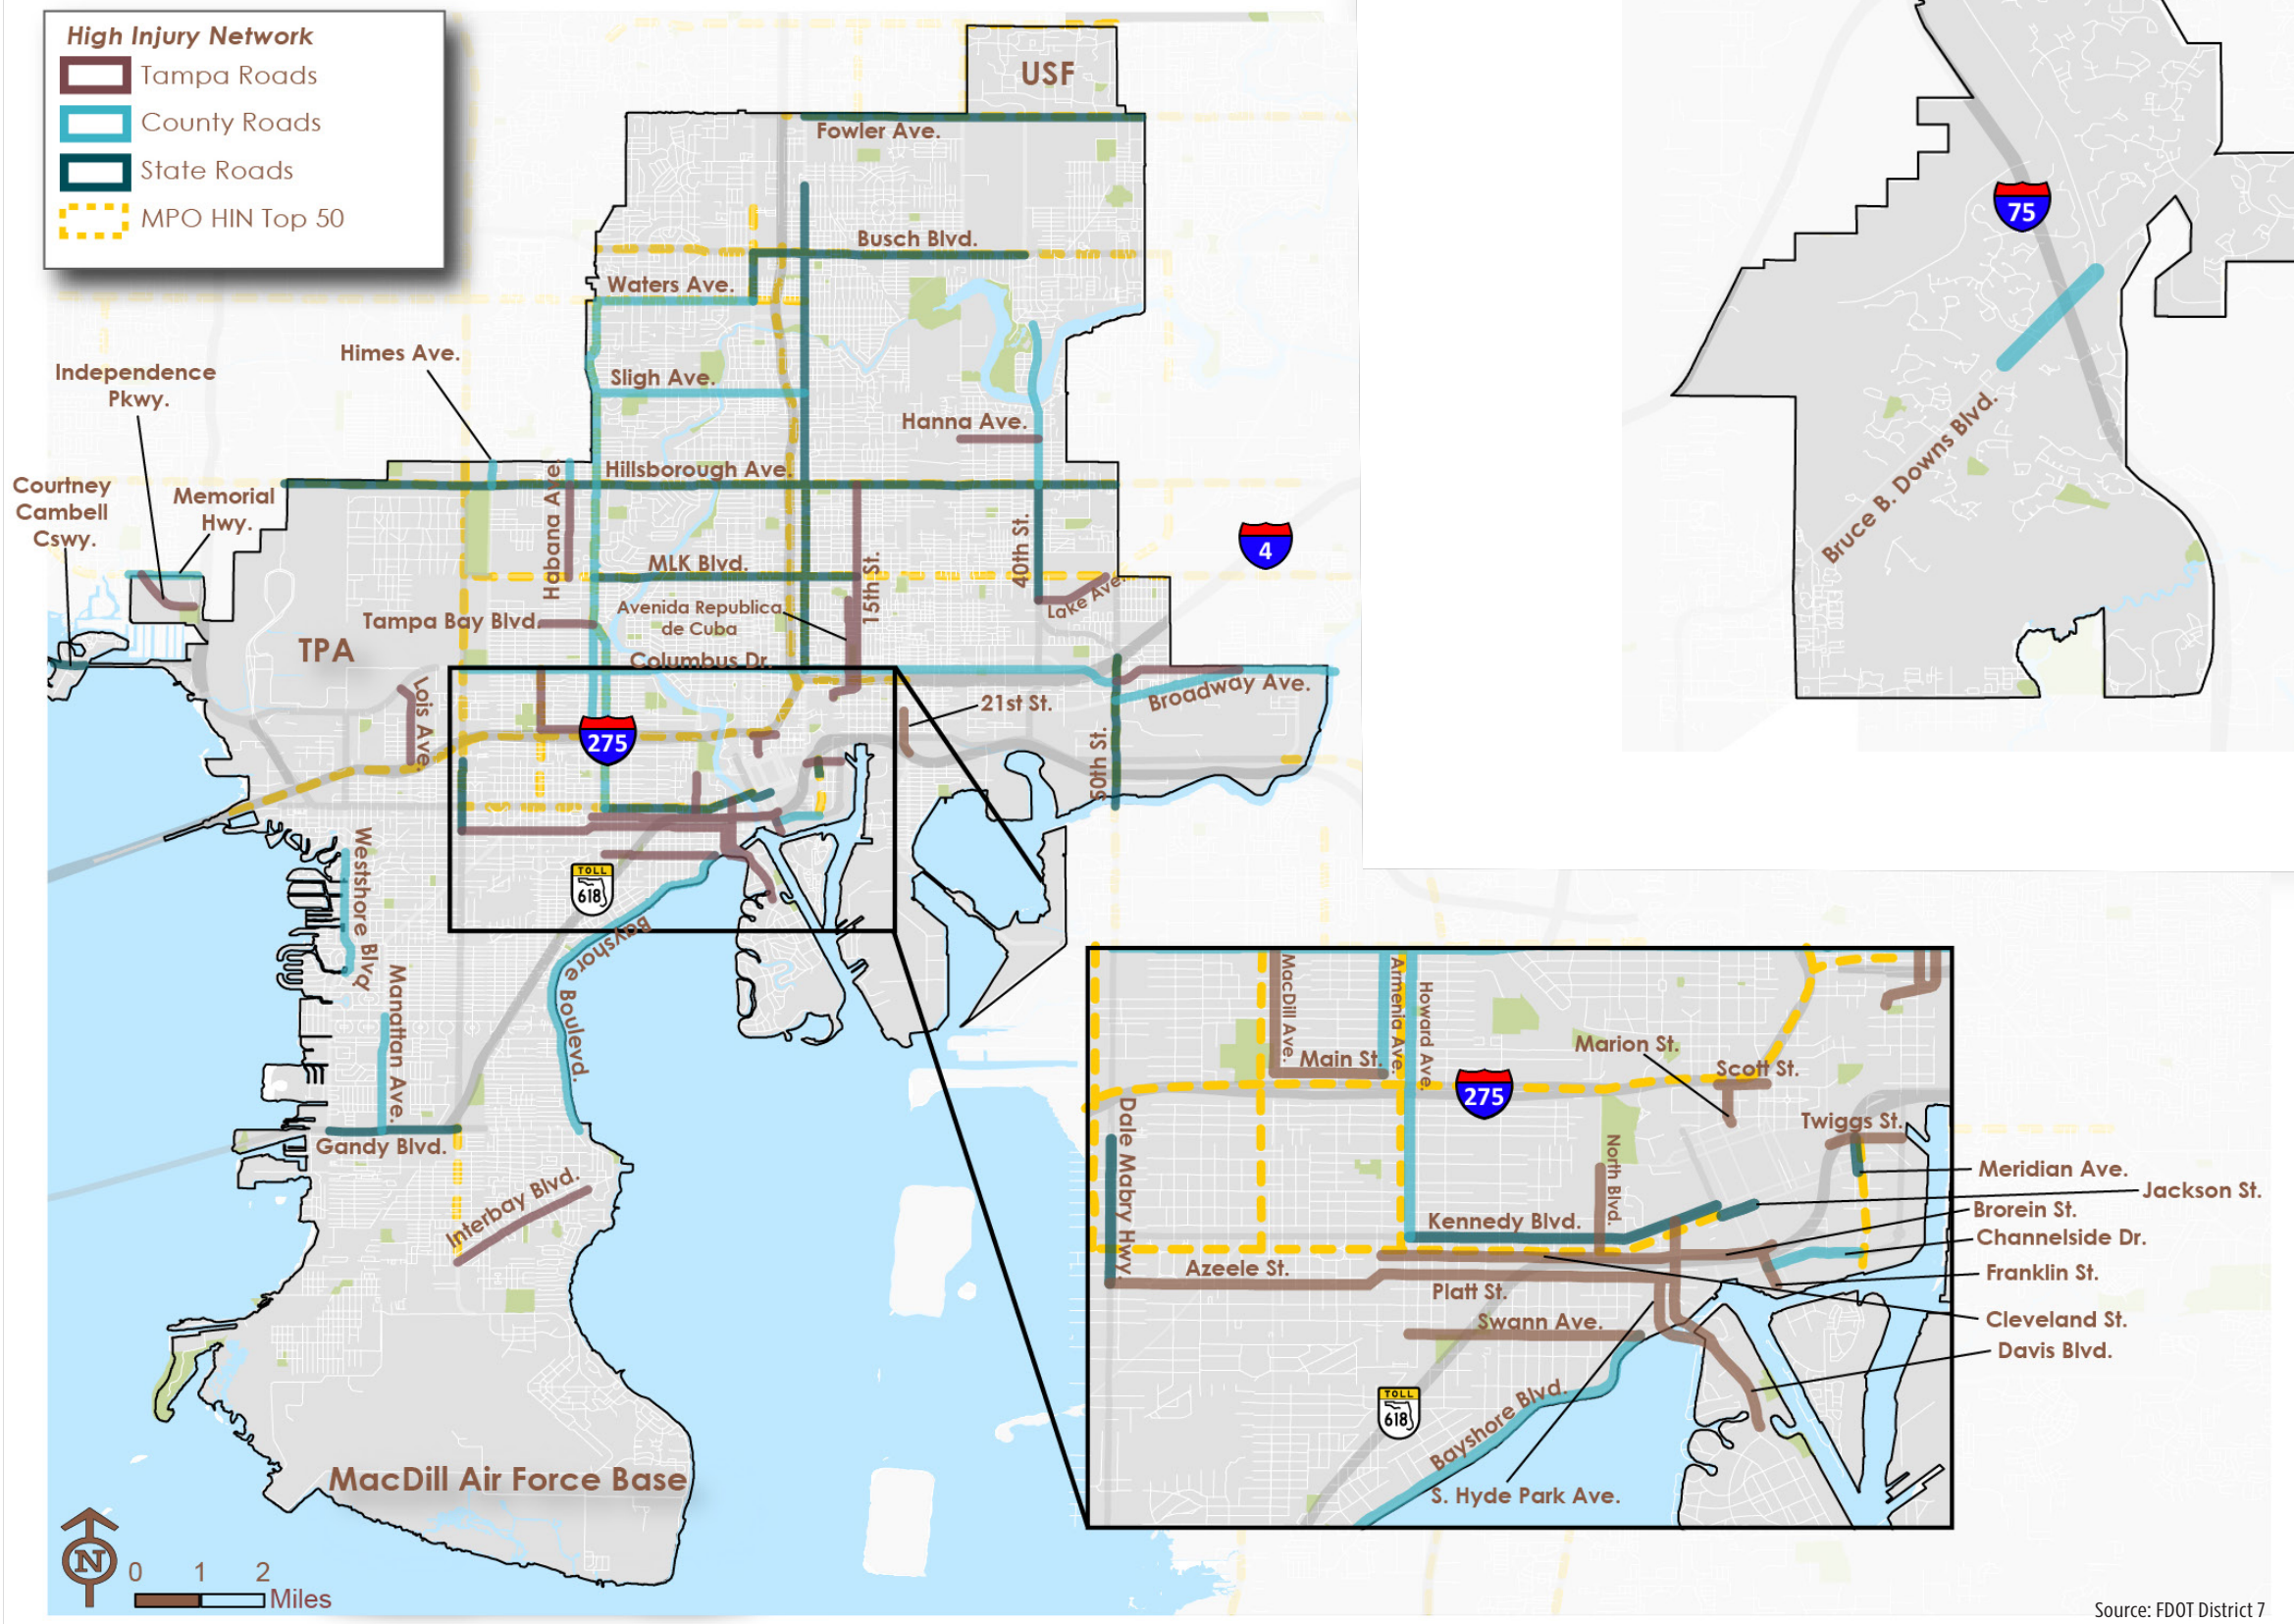 High Injury Network
Tampa Roads
County Roads
State Roads
MPO HIN Top 50
USF
Fowler Ave.
Busch Blvd.
Waters Ave.
Himes Ave.
Independence
Pkwy.
Sligh Ave.
Hanna Ave.
Hillsborough Ave.
Courtney
Cambell
Cswy.
Memorial
Hwy.
Habana Ave.
40th St.
4
MLK Blvd.
15th St.
Avenida Republica
de Cuba
Lake Ave.
Tampa Bay Blvd.
TPA
Columbus Dr.
Broadway Ave.
Lois Ave.
21st St.
275
50th St.
Westshore Blvd.
TOLL
618
Bayshore Boulevd.
Manattan Ave.
Gandy Blvd.
Interbay Blvd.
MacDill Air Force Base
N
0 1 2
Miles
75
Bruce B. Downs Blvd.
MacDill Ave.
Armenia Ave.
Howard Ave.
Main St.
Marion St.
Scott St.
275
Dale Mabry Hwy.
Twiggs St.
North Blvd.
Meridian Ave.
Jackson St.
Brorein St.
Kennedy Blvd.
Channelside Dr.
Azeele St.
Franklin St.
Platt St.
Swann Ave.
Cleveland St.
Davis Blvd.
TOLL
618
Bayshore Blvd.
S. Hyde Park Ave.
Source: FDOT District 7